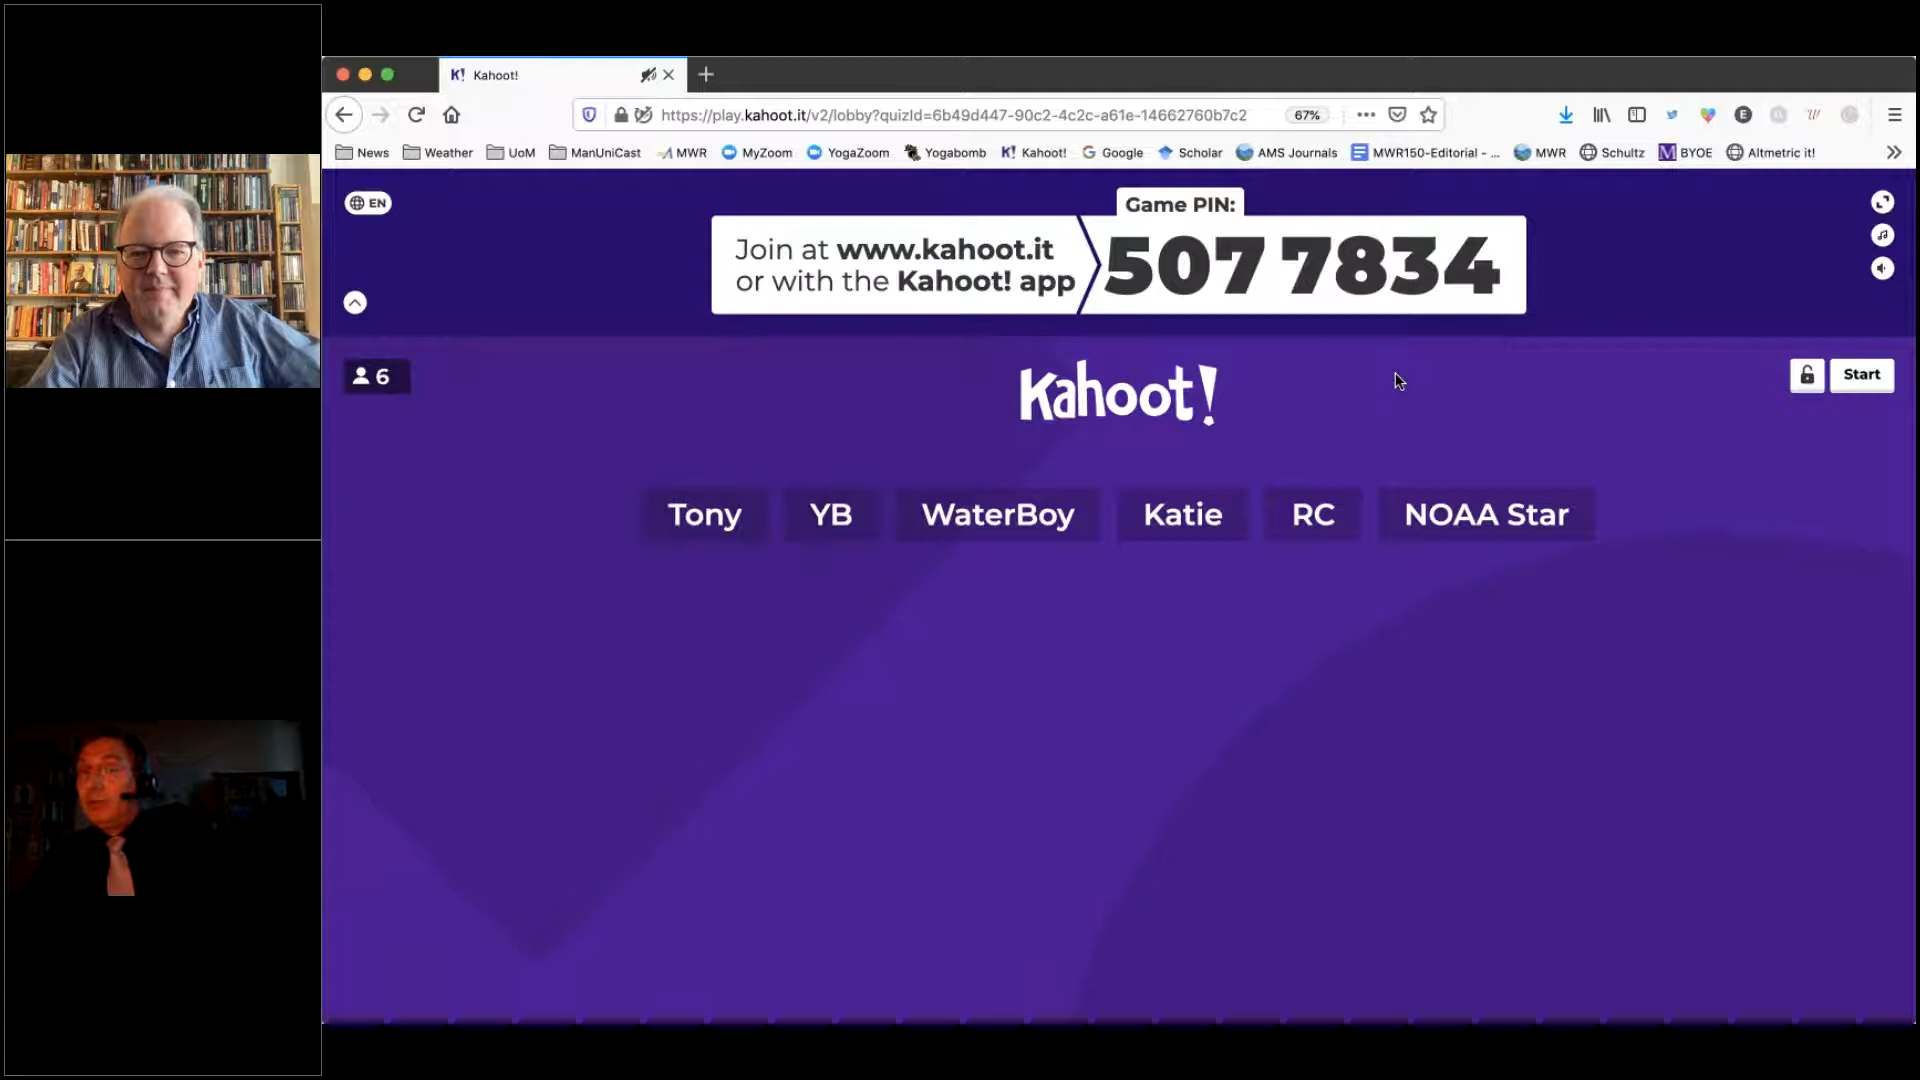 K! Kahoot!
https://play.kahoot.it/v2/lobby?quizId=6b49d447-90c2-4c2c-a61e-14662760b7c2 67%
News Weather UoM ManUniCast MWR MyZoom YogaZoom Yogabomb K! Kahoot! Google Scholar AMS Journals MWR150-Editorial - ... MWR Schultz BYOE Altmetric it!
EN
Game PIN:
Join at www.kahoot.it
or with the Kahoot! app
507 7834
6
Kahoot!
Start
Tony YB WaterBoy Katie RC NOAA Star